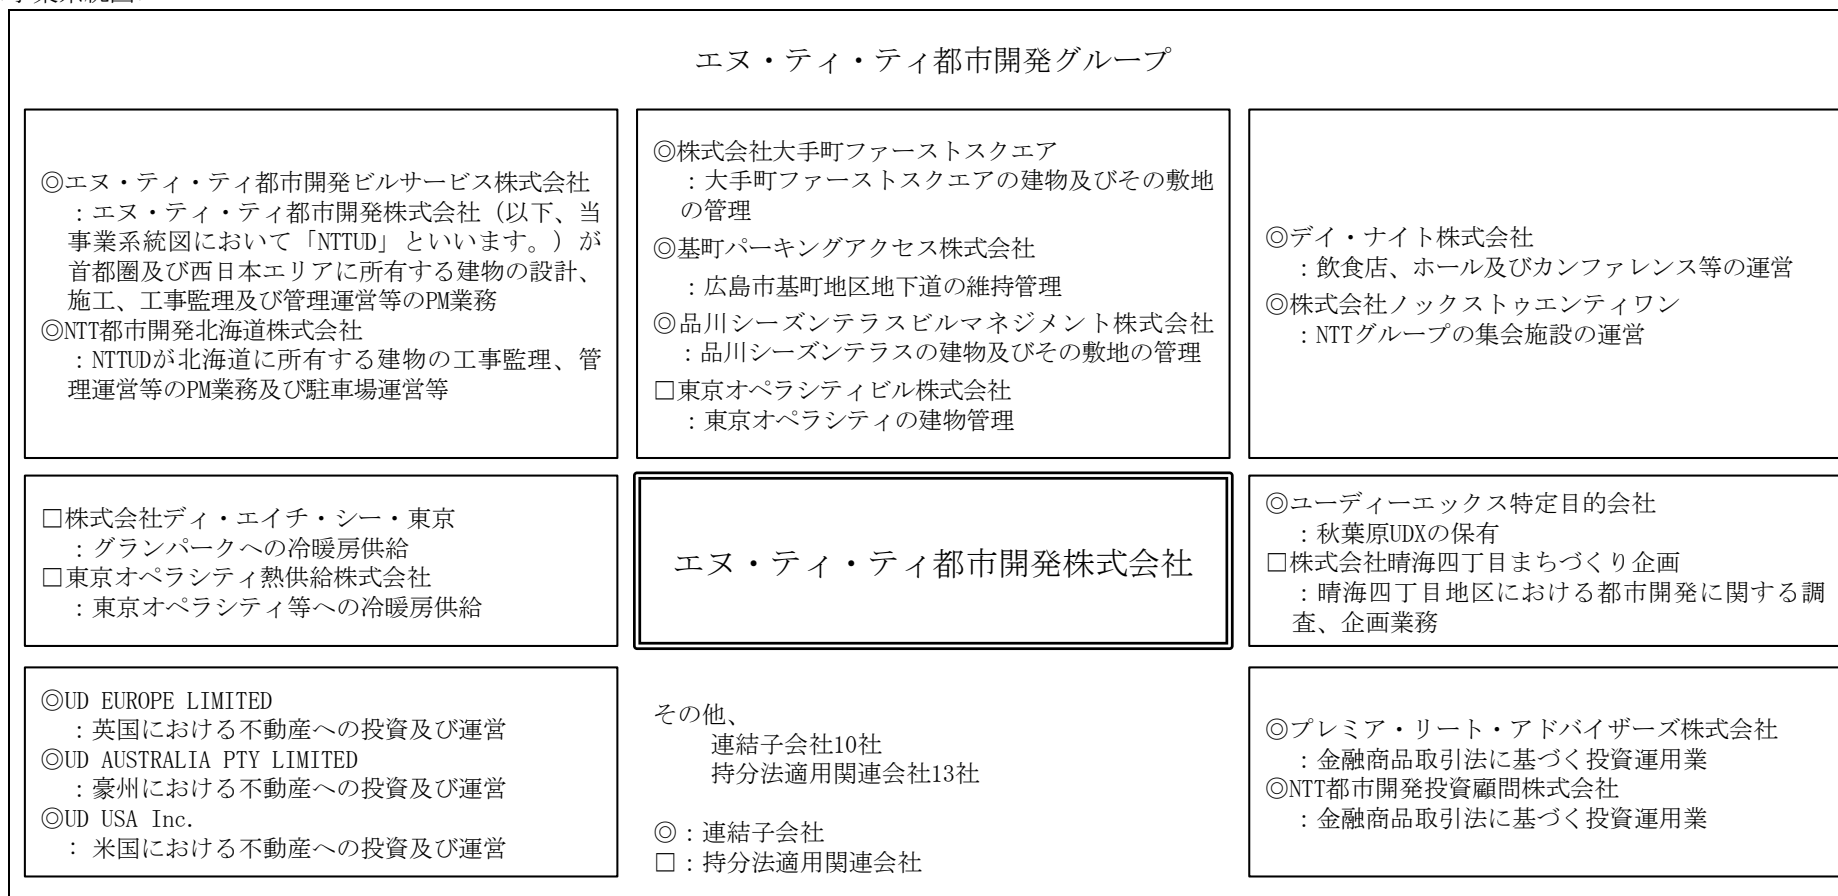 エヌ・ティ・ティ都市開発グループ
◎エヌ・ティ・ティ都市開発ビルサービス株式会社
：エヌ・ティ・ティ都市開発株式会社（以下、当
事業系統図において「NTTUD」といいます。）が
首都圏及び西日本エリアに所有する建物の設計、
施工、工事監理及び管理運営等のPM業務
◎NTT都市開発北海道株式会社
：NTTUDが北海道に所有する建物の工事監理、管
理運営等のPM業務及び駐車場運営等
◎株式会社大手町ファーストスクエア
：大手町ファーストスクエアの建物及びその敷地
の管理
◎基町パーキングアクセス株式会社
：広島市基町地区地下道の維持管理
◎品川シーズンテラスビルマネジメント株式会社
：品川シーズンテラスの建物及びその敷地の管理
□東京オペラシティビル株式会社
：東京オペラシティの建物管理
◎デイ・ナイト株式会社
：飲食店、ホール及びカンファレンス等の運営
◎株式会社ノックストゥエンティワン
：NTTグループの集会施設の運営
□株式会社ディ・エイチ・シー・東京
：グランパークへの冷暖房供給
□東京オペラシティ熱供給株式会社
：東京オペラシティ等への冷暖房供給
エヌ・ティ・ティ都市開発株式会社
◎ユーディーエックス特定目的会社
：秋葉原UDXの保有
□株式会社晴海四丁目まちづくり企画
：晴海四丁目地区における都市開発に関する調
査、企画業務
◎UD EUROPE LIMITED
：英国における不動産への投資及び運営
◎UD AUSTRALIA PTY LIMITED
：豪州における不動産への投資及び運営
◎UD USA Inc.
：米国における不動産への投資及び運営
その他、
連結子会社10社
持分法適用関連会社13社
◎：連結子会社
□：持分法適用関連会社
◎プレミア・リート・アドバイザーズ株式会社
：金融商品取引法に基づく投資運用業
◎NTT都市開発投資顧問株式会社
：金融商品取引法に基づく投資運用業